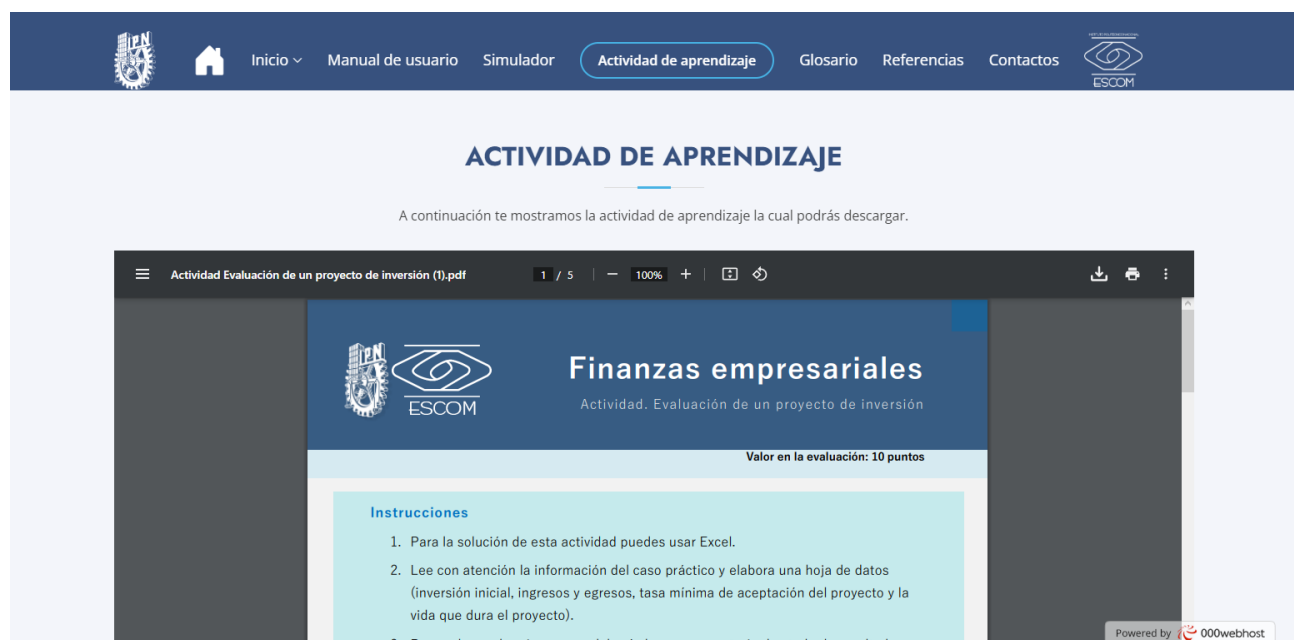 IPN
Inicio
Manual de usuario
Simulador
Actividad de aprendizaje
Glosario
Referencias
Contactos
ESCOM
ACTIVIDAD DE APRENDIZAJE
A continuación te mostramos la actividad de aprendizaje la cual podrás descargar.
Actividad Evaluación de un proyecto de inversión (1).pdf
1 / 5
100%
IPN
ESCOM
Finanzas empresariales
Actividad. Evaluación de un proyecto de inversión
Valor en la evaluación: 10 puntos
Instrucciones
1. Para la solución de esta actividad puedes usar Excel.
2. Lee con atención la información del caso práctico y elabora una hoja de datos
(inversión inicial, ingresos y egresos, tasa mínima de aceptación del proyecto y la
vida que dura el proyecto).
Powered by 000webhost